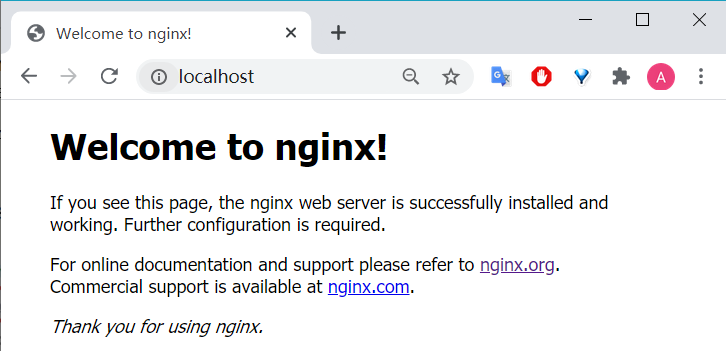 Welcome to nginx!
localhost
A
Welcome to nginx!
If you see this page, the nginx web server is successfully installed and
working. Further configuration is required.
For online documentation and support please refer to nginx.org.
Commercial support is available at nginx.com.
Thank you for using nginx.